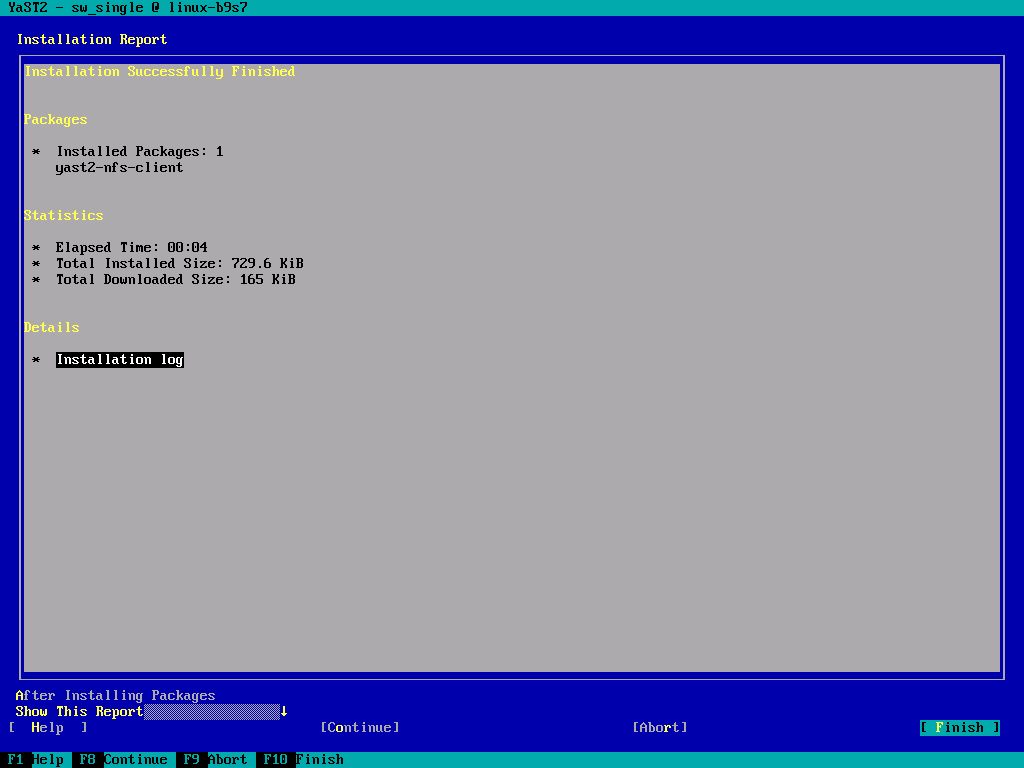 YaST2 - sw_single @ linux-b9s7
Installation Report
Installation Successfully Finished
Packages
* Installed Packages: 1
yast2-nfs-client
Statistics
* Elapsed Time: 00:04
* Total Installed Size: 729.6 KiB
* Total Downloaded Size: 165 KiB
Details
* Installation log
After Installing Packages
Show This Report↓
[ Help ] [Continue] [Abort] [ Finish ]
F1 Help F8 Continue F9 Abort F10 Finish